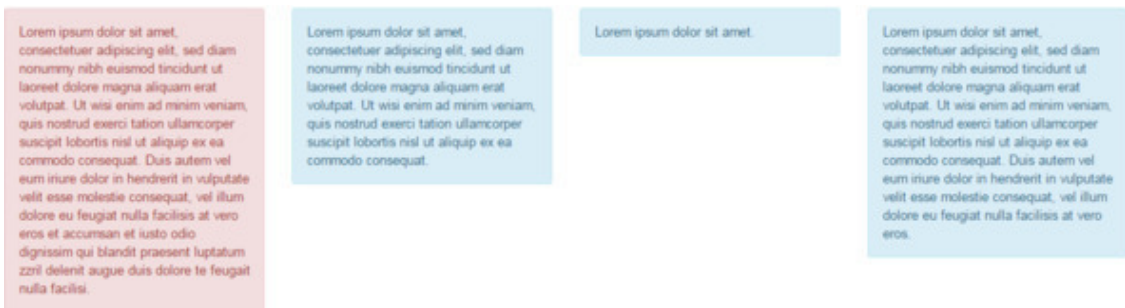 Lorem ipsum dolor sit amet,
consectetuer adipiscing elit, sed diam
nonummy nibh euismod tincidunt ut
laoreet dolore magna aliquam erat
volutpat. Ut wisi enim ad minim veniam,
quis nostrud exerci tation ullamcorper
suscipit lobortis nisl ut aliquip ex ea
commodo consequat. Duis autem vel
eum iriure dolor in hendrerit in vulputate
velit esse molestie consequat, vel illum
dolore eu feugiat nulla facilisis at vero
eros et accumsan et iusto odio
dignissim qui blandit praesent luptatum
zzril delenit augue duis dolore te feugait
nulla facilisi.
Lorem ipsum dolor sit amet,
consectetuer adipiscing elit, sed diam
nonummy nibh euismod tincidunt ut
laoreet dolore magna aliquam erat
volutpat. Ut wisi enim ad minim veniam,
quis nostrud exerci tation ullamcorper
suscipit lobortis nisl ut aliquip ex ea
commodo consequat.
Lorem ipsum dolor sit amet.
Lorem ipsum dolor sit amet,
consectetuer adipiscing elit, sed diam
nonummy nibh euismod tincidunt ut
laoreet dolore magna aliquam erat
volutpat. Ut wisi enim ad minim veniam,
quis nostrud exerci tation ullamcorper
suscipit lobortis nisl ut aliquip ex ea
commodo consequat. Duis autem vel
eum iriure dolor in hendrerit in vulputate
velit esse molestie consequat, vel illum
dolore eu feugiat nulla facilisis at vero
eros.